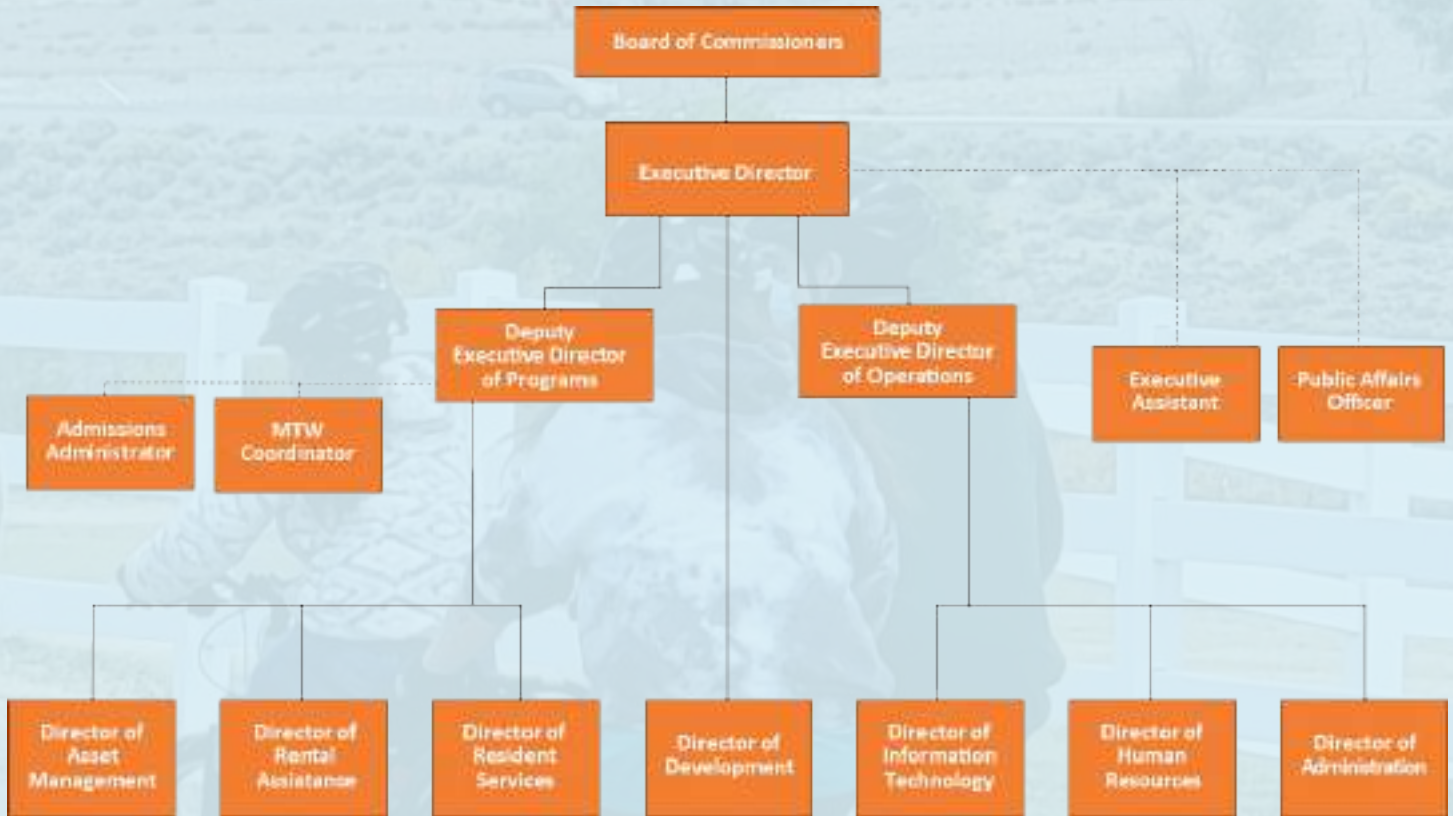 Board of Commissioners
Executive Director
Deputy
Executive Director
of Programs
Deputy
Executive Director
of Operations
Executive
Assistant
Public Affairs
Officer
Admissions
Administrator
MTW
Coordinator
Director of
Asset
Management
Director of
Rental
Assistance
Director of
Resident
Services
Director of
Development
Director of
Information
Technology
Director of
Human
Resources
Director of
Administration